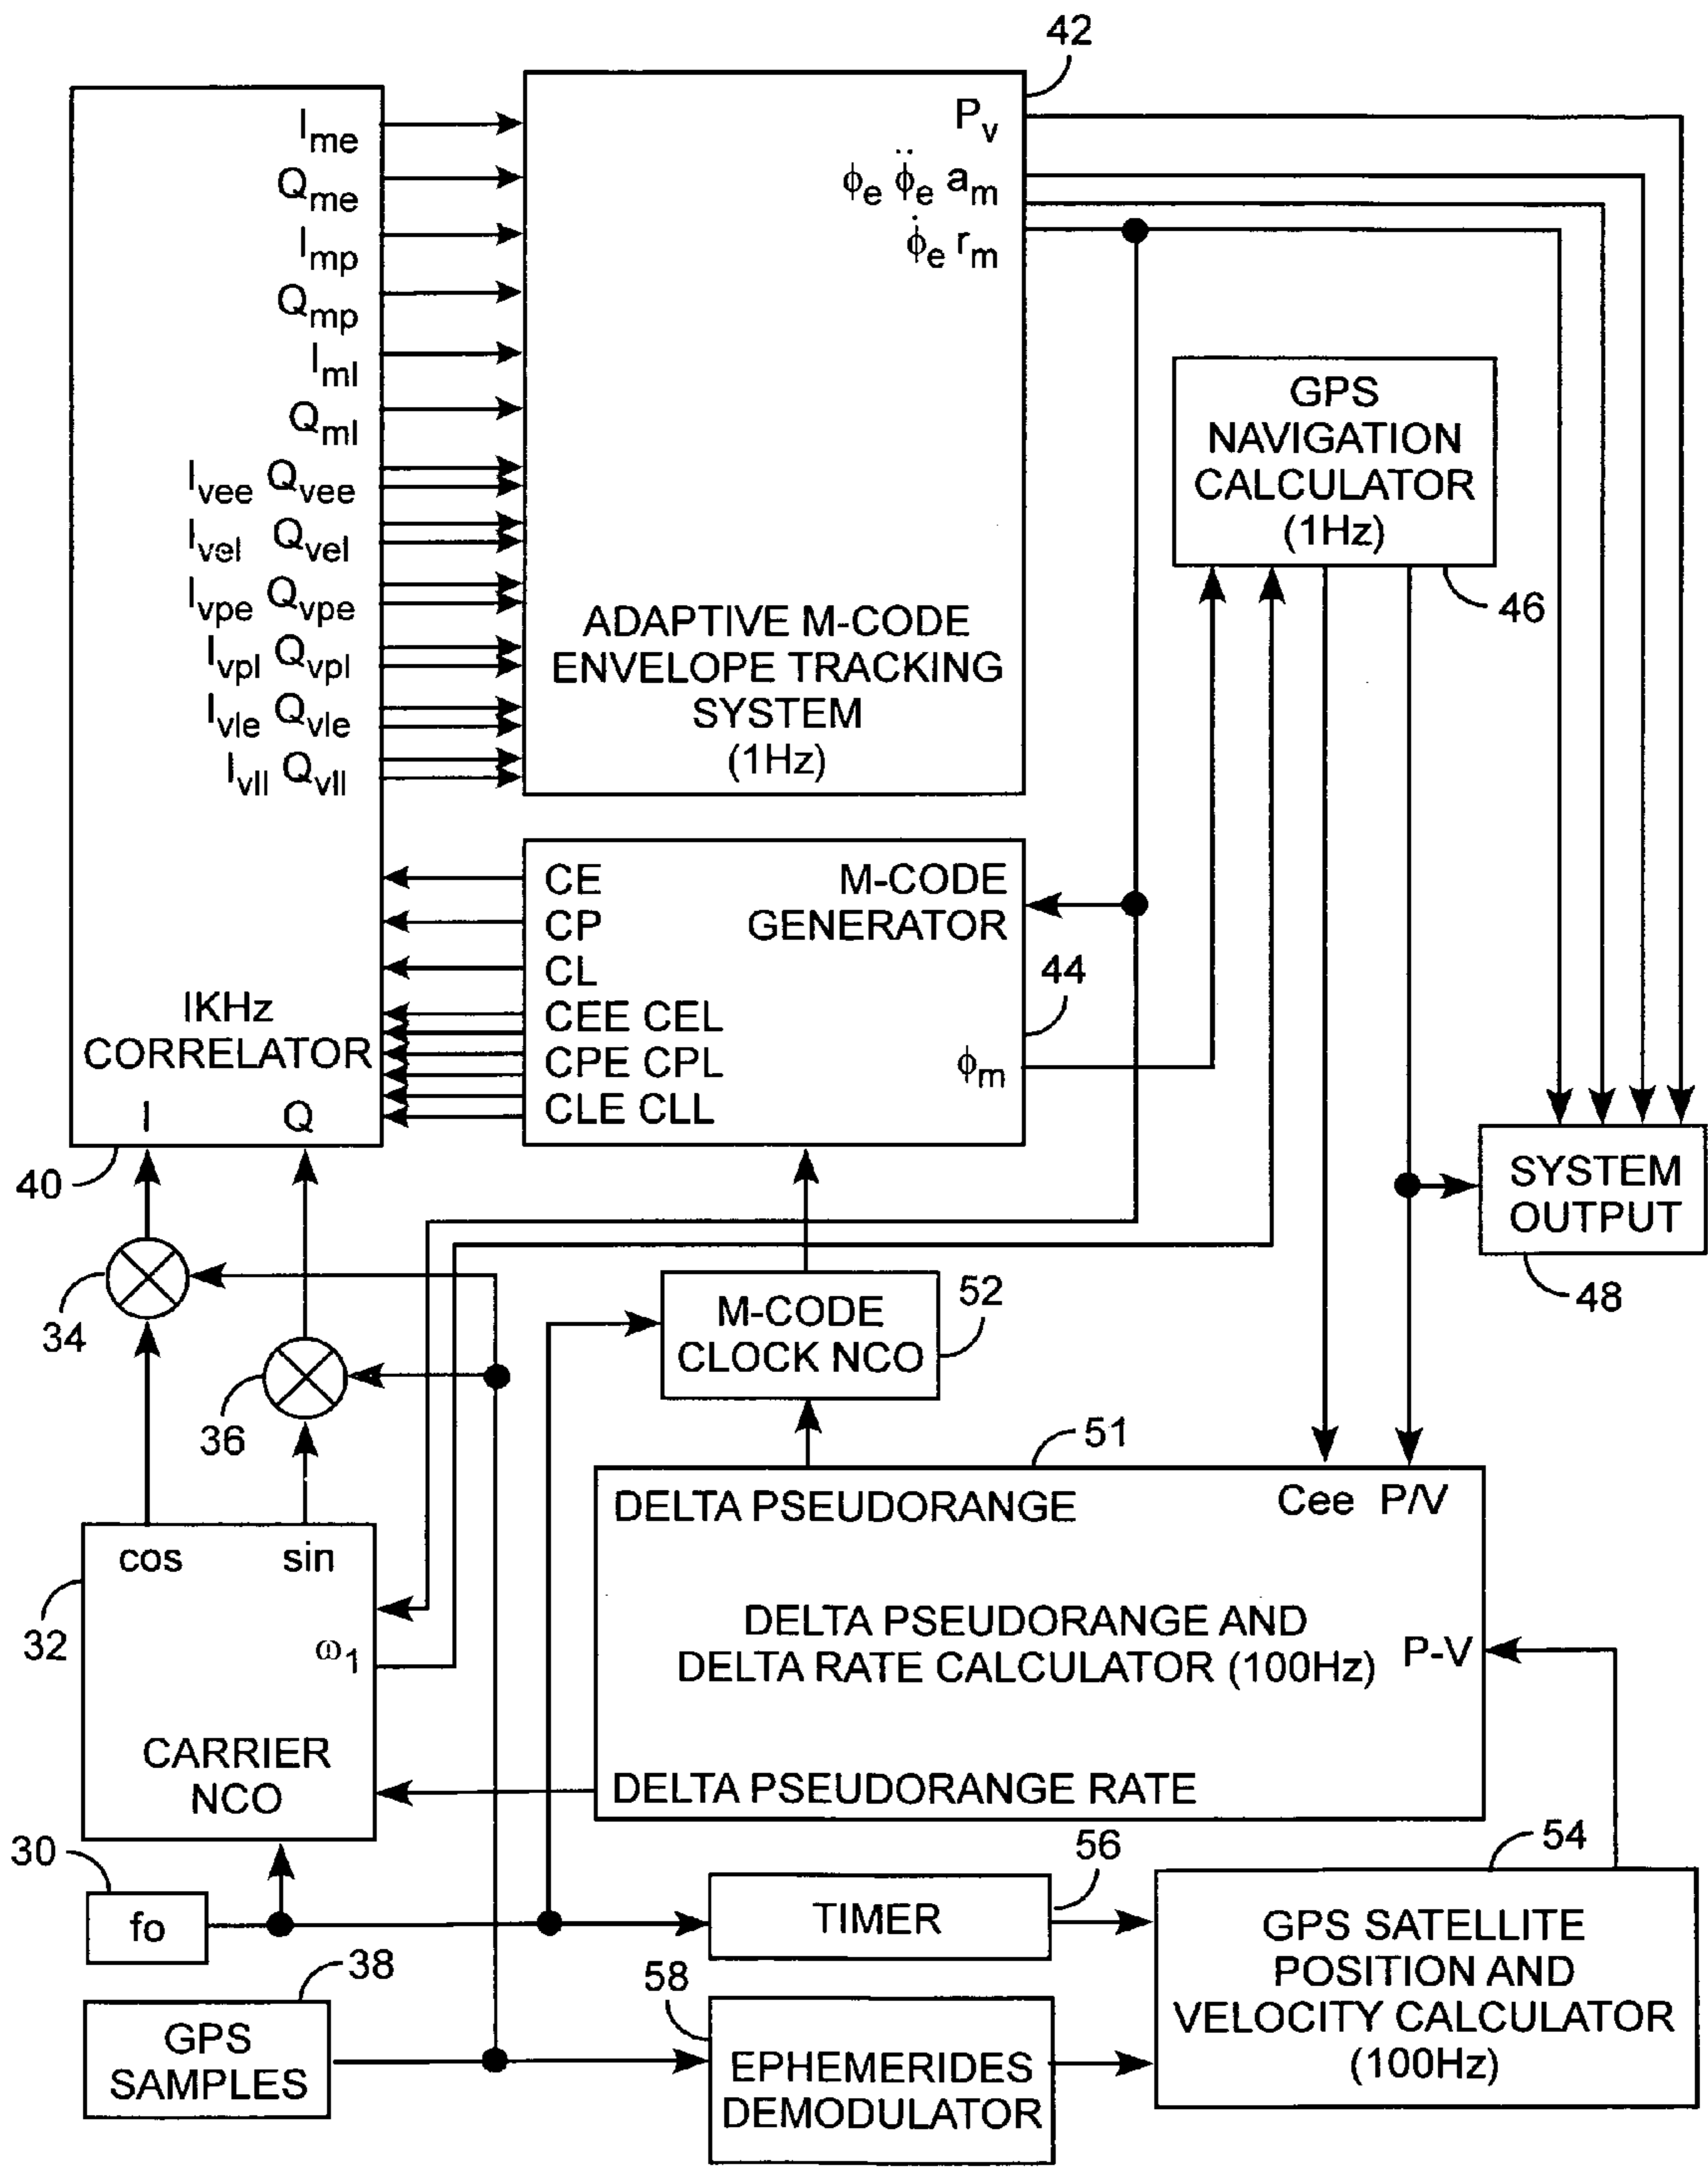 42
I_me
Q_me
I_mp
Q_mp
I_ml
Q_ml
I_vee Q_vee
I_vel Q_vel
I_vpe Q_vpe
I_vpl Q_vpl
I_vle Q_vle
I_vll Q_vll
IKHz
CORRELATOR
I Q
40
P_v
ϕ_e ϕ̈_e a_m
ϕ̇_e r_m
ADAPTIVE M-CODE
ENVELOPE TRACKING
SYSTEM
(1Hz)
GPS
NAVIGATION
CALCULATOR
(1Hz)
46
CE
CP
CL
CEE CEL
CPE CPL
CLE CLL
M-CODE
GENERATOR
44
ϕ_m
SYSTEM
OUTPUT
48
34
36
M-CODE
CLOCK NCO
52
51
DELTA PSEUDORANGE
Cee P/V
DELTA PSEUDORANGE AND
DELTA RATE CALCULATOR (100Hz)
P-V
DELTA PSEUDORANGE RATE
cos sin
32
ω_1
CARRIER
NCO
30
fo
38
GPS
SAMPLES
56
TIMER
58
EPHEMERIDES
DEMODULATOR
54
GPS SATELLITE
POSITION AND
VELOCITY CALCULATOR
(100Hz)